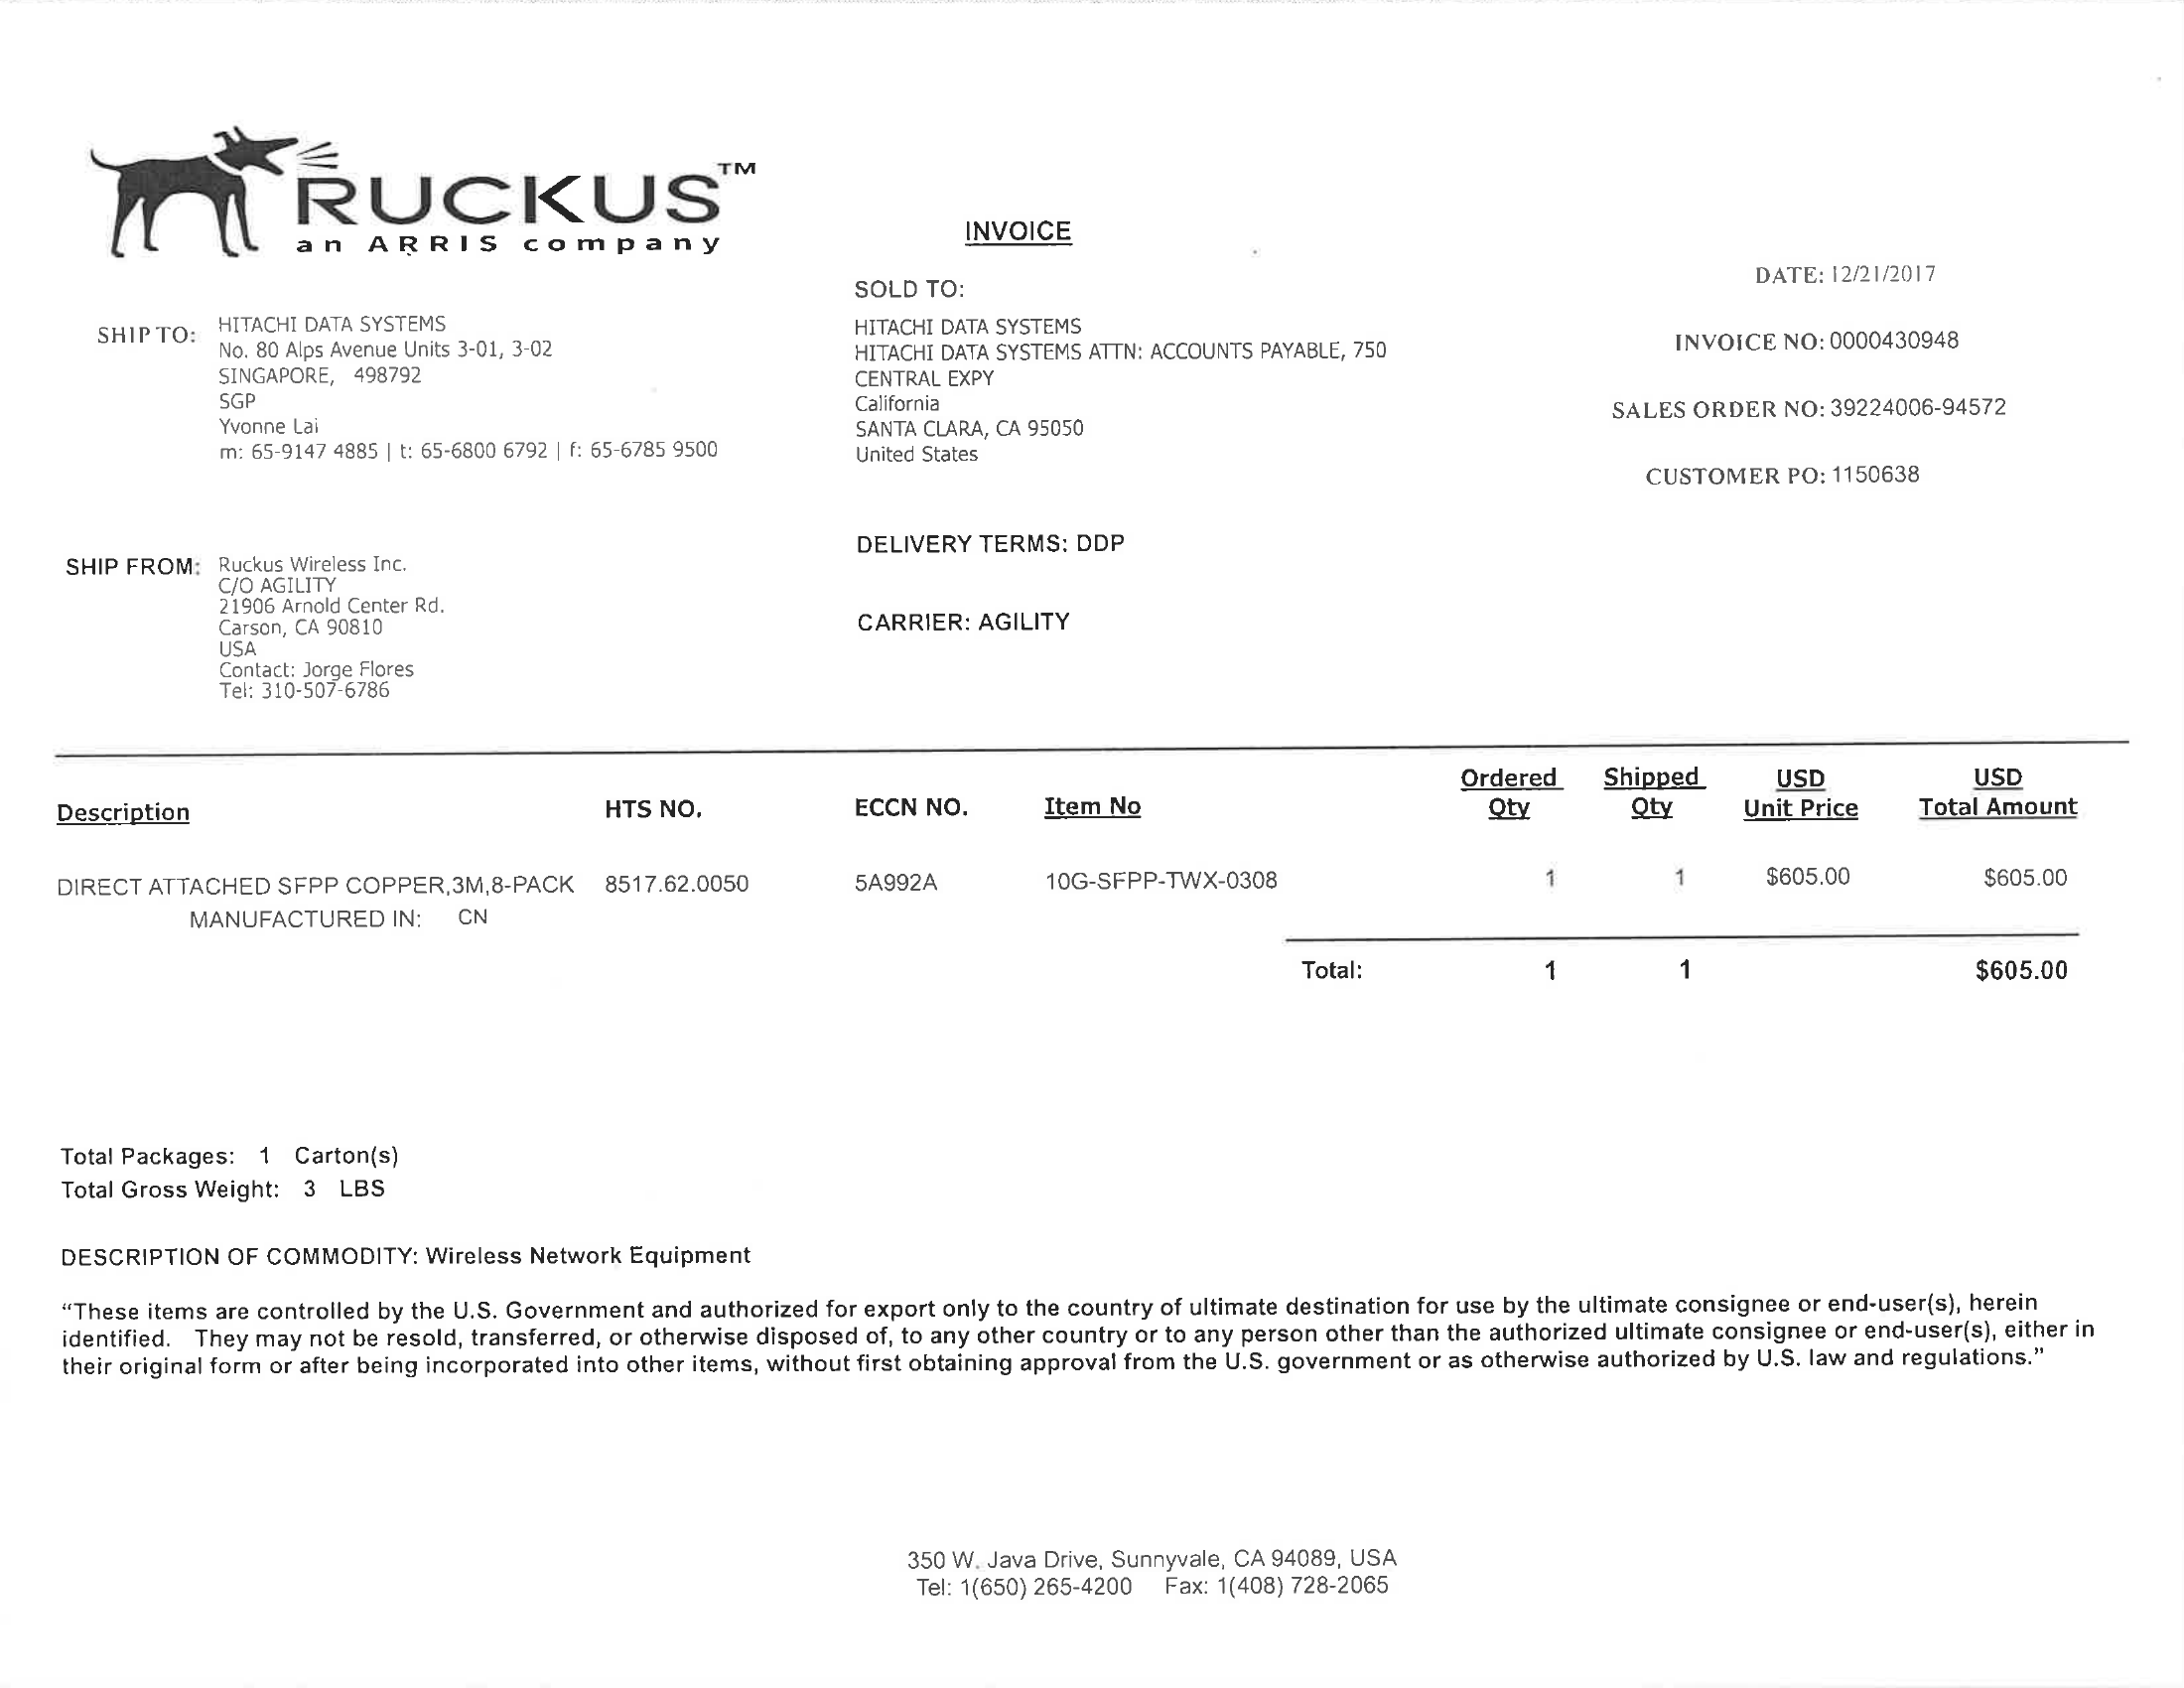 RUCKUS™
an ARRIS company
INVOICE
DATE: 12/21/2017
INVOICE NO: 0000430948
SALES ORDER NO: 39224006-94572
CUSTOMER PO: 1150638
SHIP TO:
HITACHI DATA SYSTEMS
No. 80 Alps Avenue Units 3-01, 3-02
SINGAPORE, 498792
SGP
Yvonne Lai
m: 65-9147 4885 | t: 65-6800 6792 | f: 65-6785 9500
SOLD TO:
HITACHI DATA SYSTEMS
HITACHI DATA SYSTEMS ATTN: ACCOUNTS PAYABLE, 750
CENTRAL EXPY
California
SANTA CLARA, CA 95050
United States
SHIP FROM:
Ruckus Wireless Inc.
C/O AGILITY
21906 Arnold Center Rd.
Carson, CA 90810
USA
Contact: Jorge Flores
Tel: 310-507-6786
DELIVERY TERMS: DDP
CARRIER: AGILITY
Description HTS NO. ECCN NO. Item No Ordered Qty Shipped Qty USD Unit Price USD Total Amount
DIRECT ATTACHED SFPP COPPER,3M,8-PACK 8517.62.0050 5A992A 10G-SFPP-TWX-0308 1 1 $605.00 $605.00
MANUFACTURED IN: CN
Total: 1 1 $605.00
Total Packages: 1 Carton(s)
Total Gross Weight: 3 LBS
DESCRIPTION OF COMMODITY: Wireless Network Equipment
“These items are controlled by the U.S. Government and authorized for export only to the country of ultimate destination for use by the ultimate consignee or end-user(s), herein
identified. They may not be resold, transferred, or otherwise disposed of, to any other country or to any person other than the authorized ultimate consignee or end-user(s), either in
their original form or after being incorporated into other items, without first obtaining approval from the U.S. government or as otherwise authorized by U.S. law and regulations.”
350 W. Java Drive, Sunnyvale, CA 94089, USA
Tel: 1(650) 265-4200 Fax: 1(408) 728-2065